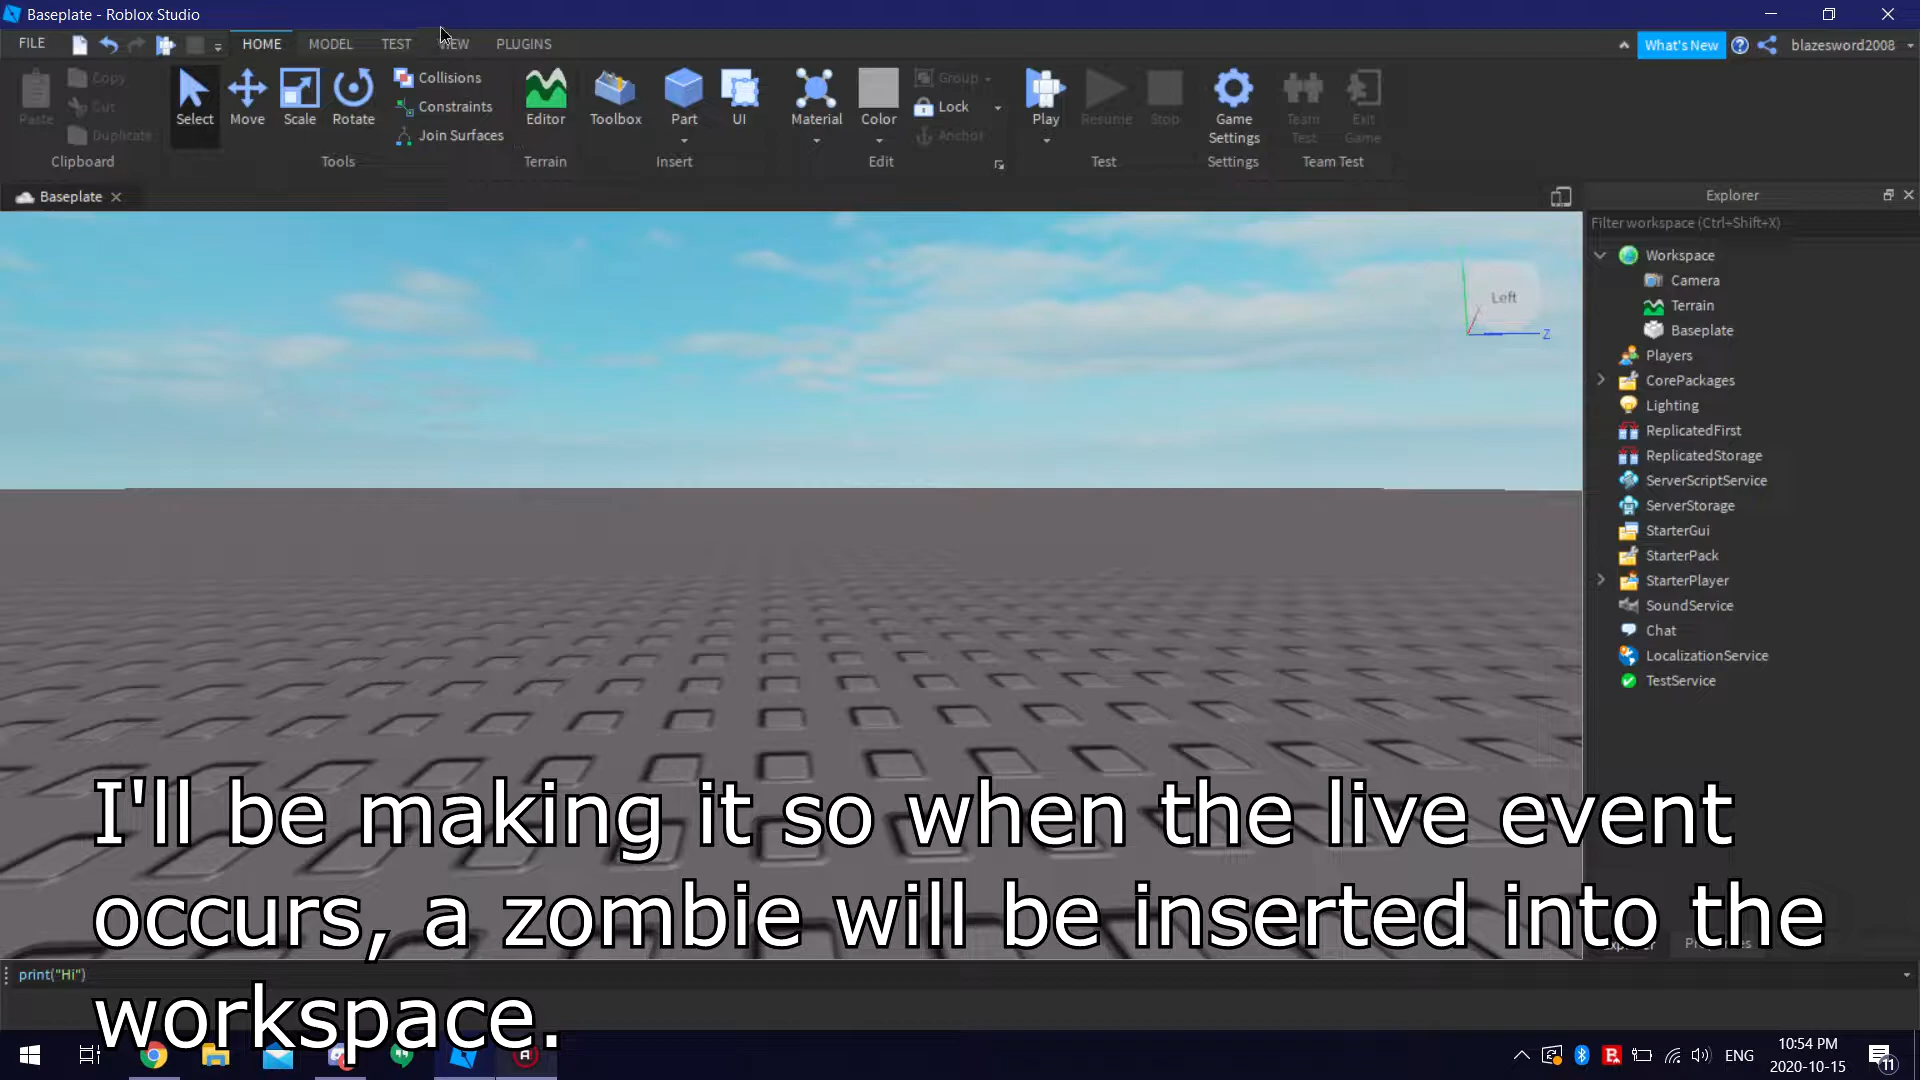 Baseplate - Roblox Studio
FILE HOME MODEL TEST VIEW PLUGINS What's New blazesword2008
Paste Copy Cut Duplicate
Select Move Scale Rotate
Collisions
Constraints
Join Surfaces
Editor Toolbox Part UI
Material Color Group Lock Anchor
Play Resume Stop
Game Settings Team Test Exit Game
Clipboard Tools Terrain Insert Edit Test Settings Team Test
Baseplate
Left
Z
Explorer
Filter workspace (Ctrl+Shift+X)
Workspace
Camera
Terrain
Baseplate
Players
CorePackages
Lighting
ReplicatedFirst
ReplicatedStorage
ServerScriptService
ServerStorage
StarterGui
StarterPack
StarterPlayer
SoundService
Chat
LocalizationService
TestService
I'll be making it so when the live event
occurs, a zombie will be inserted into the
workspace.
print("Hi")
ENG
10:54 PM
2020-10-15
11